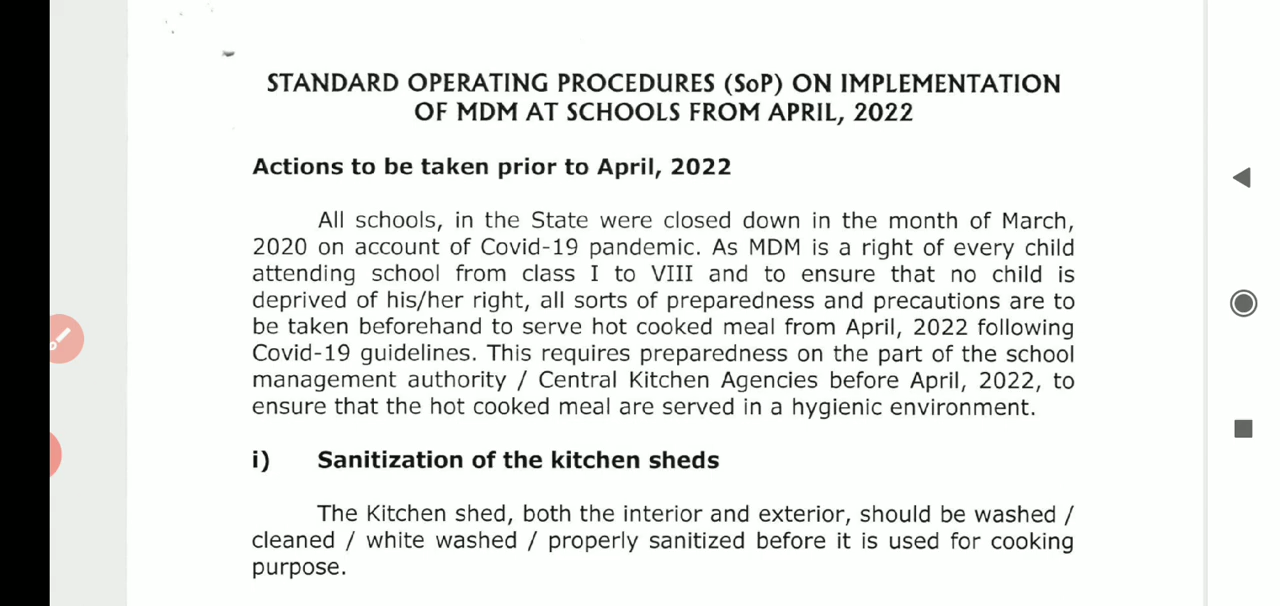 STANDARD OPERATING PROCEDURES (SoP) ON IMPLEMENTATION
OF MDM AT SCHOOLS FROM APRIL, 2022
Actions to be taken prior to April, 2022
All schools, in the State were closed down in the month of March,
2020 on account of Covid-19 pandemic. As MDM is a right of every child
attending school from class I to VIII and to ensure that no child is
deprived of his/her right, all sorts of preparedness and precautions are to
be taken beforehand to serve hot cooked meal from April, 2022 following
Covid-19 guidelines. This requires preparedness on the part of the school
management authority / Central Kitchen Agencies before April, 2022, to
ensure that the hot cooked meal are served in a hygienic environment.
i) Sanitization of the kitchen sheds
The Kitchen shed, both the interior and exterior, should be washed /
cleaned / white washed / properly sanitized before it is used for cooking
purpose.